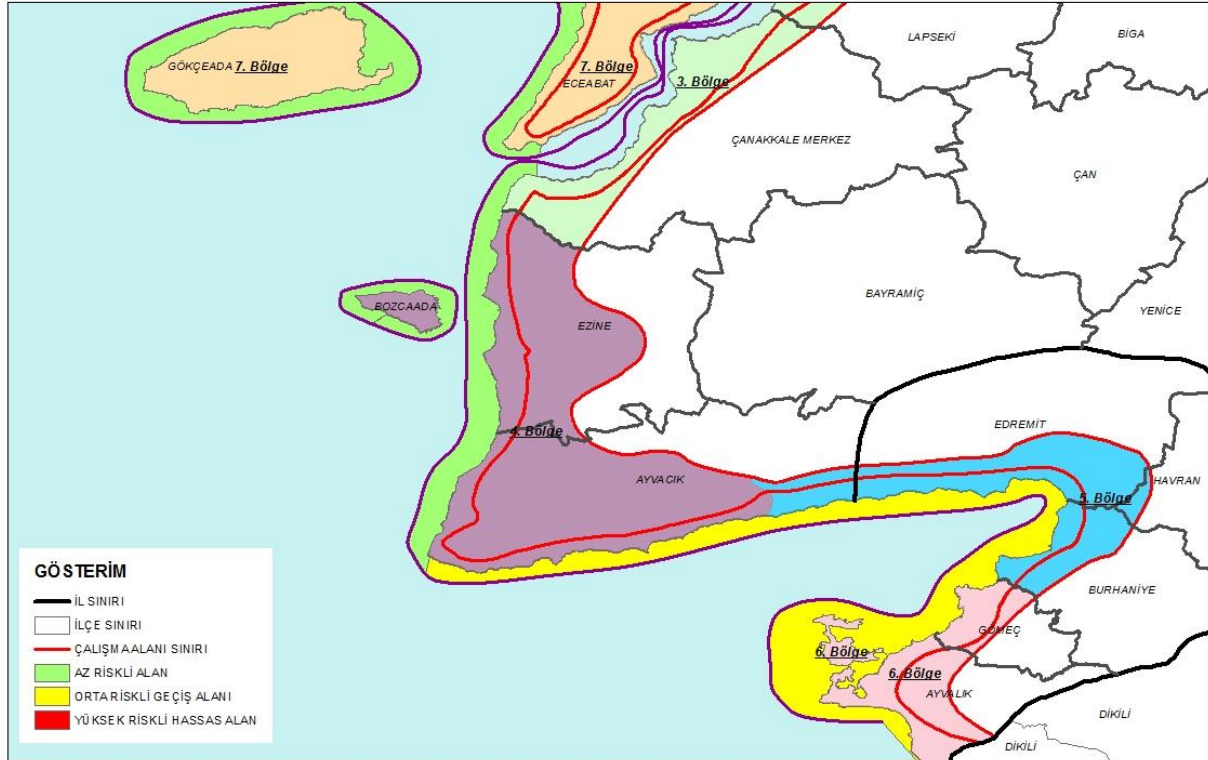 LAPSEKİ
BİGA
GÖKÇEADA 7. Bölge
7. Bölge
ECEABAT
3. Bölge
ÇANAKKALE MERKEZ
ÇAN
BAYRAMİÇ
BOZCAADA
YENİCE
EZİNE
EDREMİT
4. Bölge
AYVACIK
HAVRAN
5. Bölge
BURHANİYE
GÖMEÇ
6. Bölge
6. Bölge
AYVALIK
DİKİLİ
DİKİLİ
GÖSTERİM
İL SINIRI
İLÇE SINIRI
ÇALIŞMA ALANI SINIRI
AZ RİSKLİ ALAN
ORTA RİSKLİ GEÇİŞ ALANI
YÜKSEK RİSKLİ HASSAS ALAN